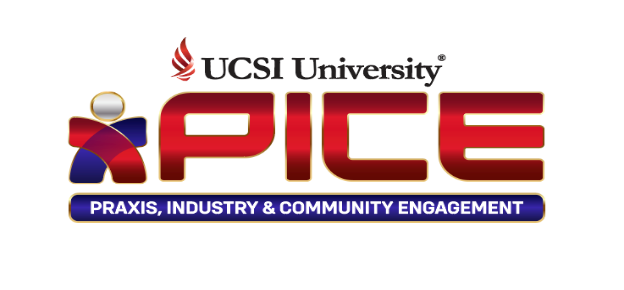 UCSI University®
PICE
PRAXIS, INDUSTRY & COMMUNITY ENGAGEMENT